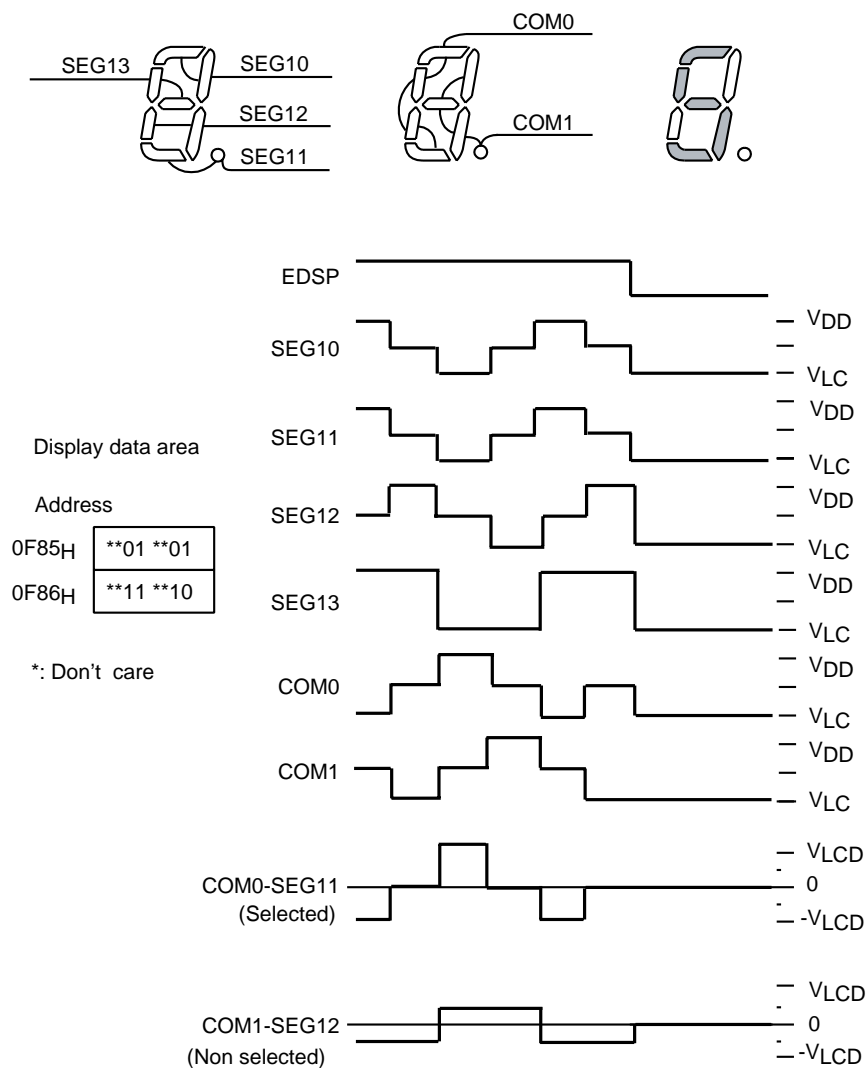 COM0
SEG13
SEG10
SEG12
COM1
SEG11
EDSP
VDD
SEG10
VLC
VDD
SEG11
Display data area
VLC
VDD
Address
SEG12
0F85H **01 **01
VLC
VDD
0F86H **11 **10
SEG13
VLC
*: Don't care
VDD
COM0
VLC
VDD
COM1
VLC
VLCD
COM0-SEG11
0
(Selected)
-VLCD
VLCD
COM1-SEG12
0
(Non selected)
-VLCD